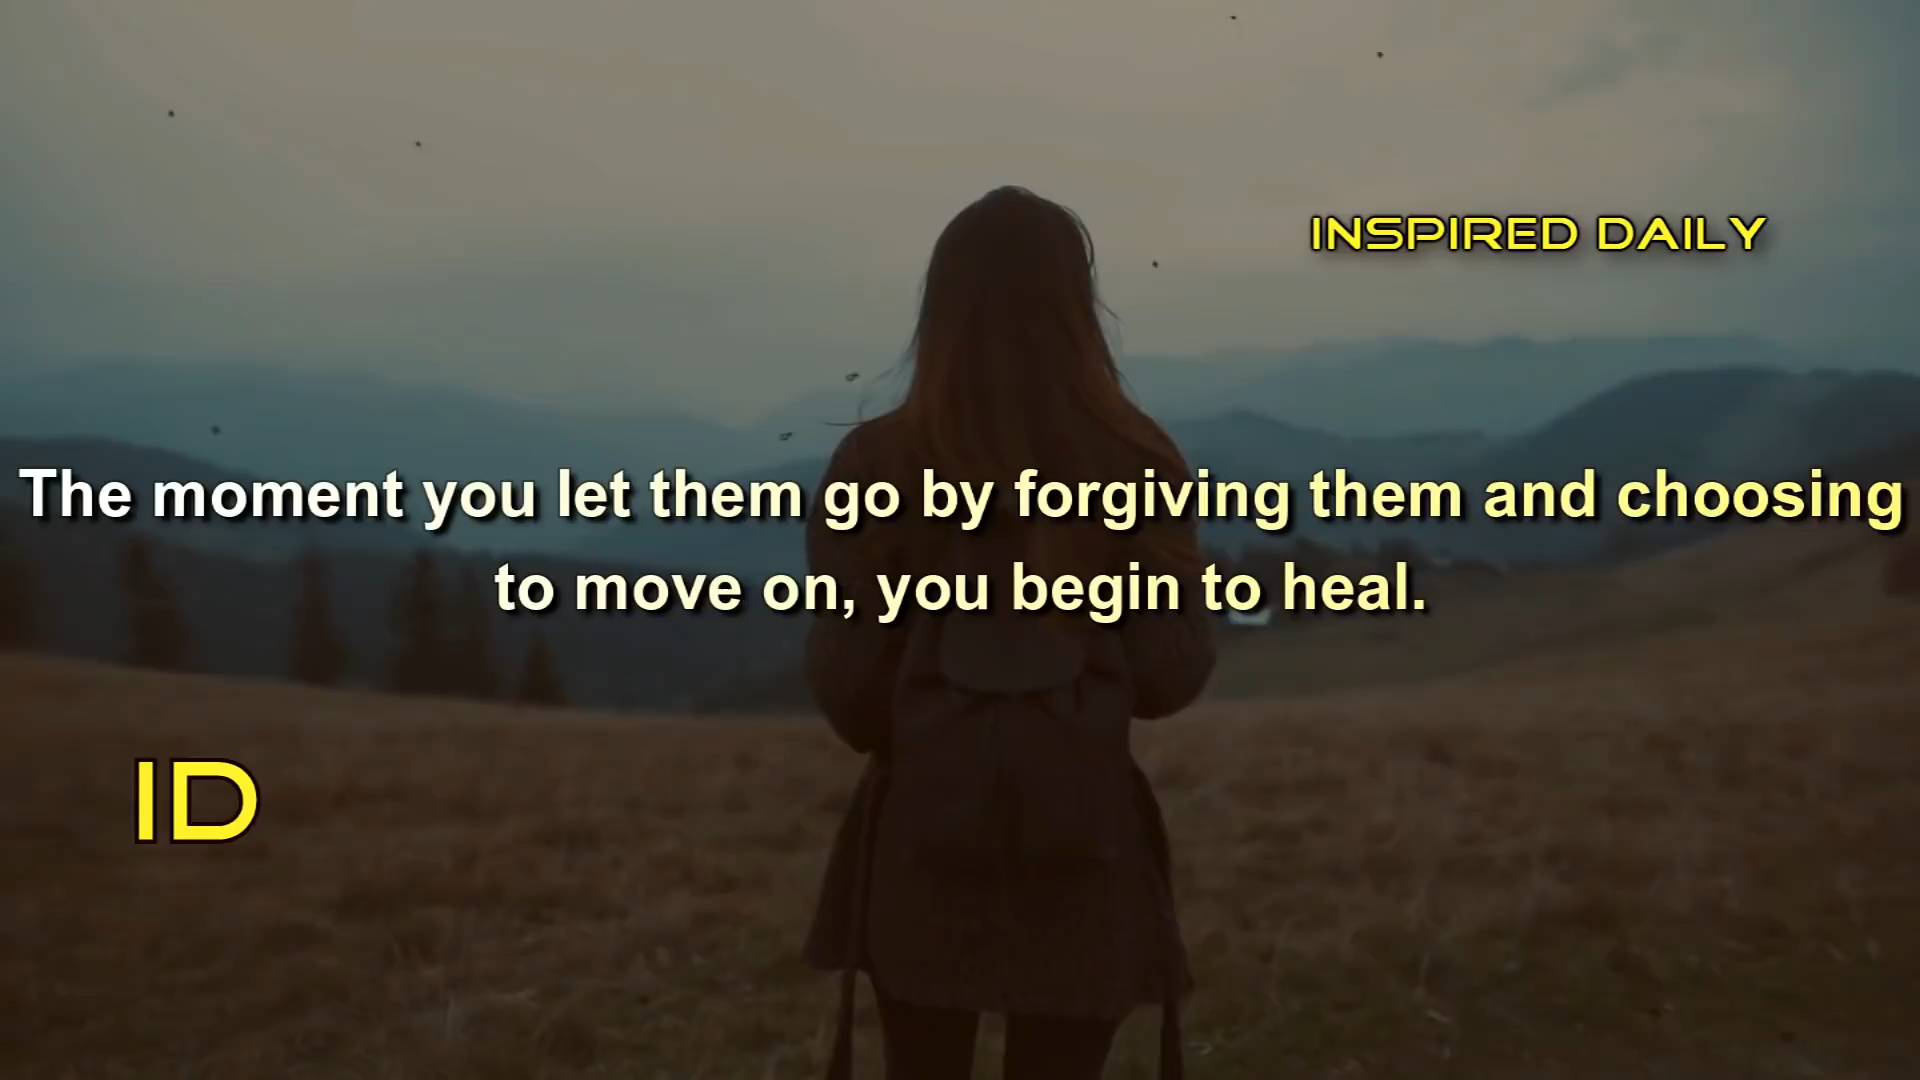 INSPIRED DAILY
The moment you let them go by forgiving them and choosing
to move on, you begin to heal.
ID